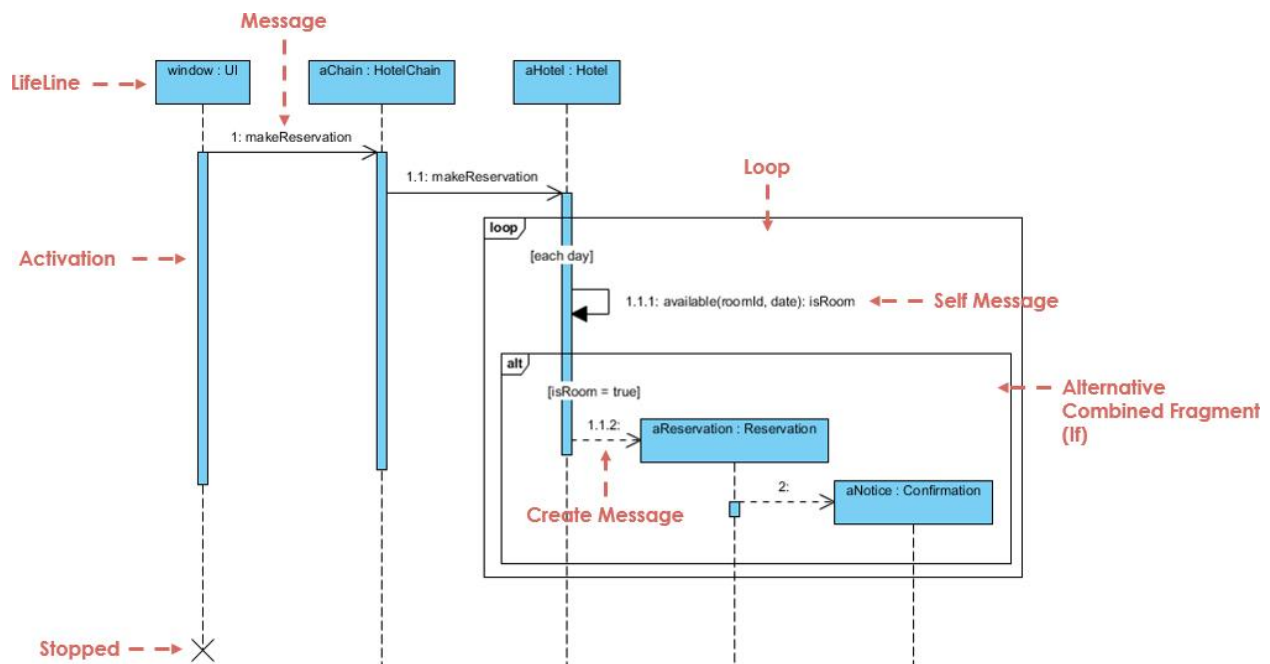 Message
LifeLine
window : UI
aChain : HotelChain
aHotel : Hotel
1: makeReservation
1.1: makeReservation
Loop
loop
[each day]
Activation
1.1.1: available(roomId, date): isRoom
Self Message
alt
[isRoom = true]
Alternative
Combined Fragment
(If)
1.1.2:
aReservation : Reservation
2:
aNotice : Confirmation
Create Message
Stopped